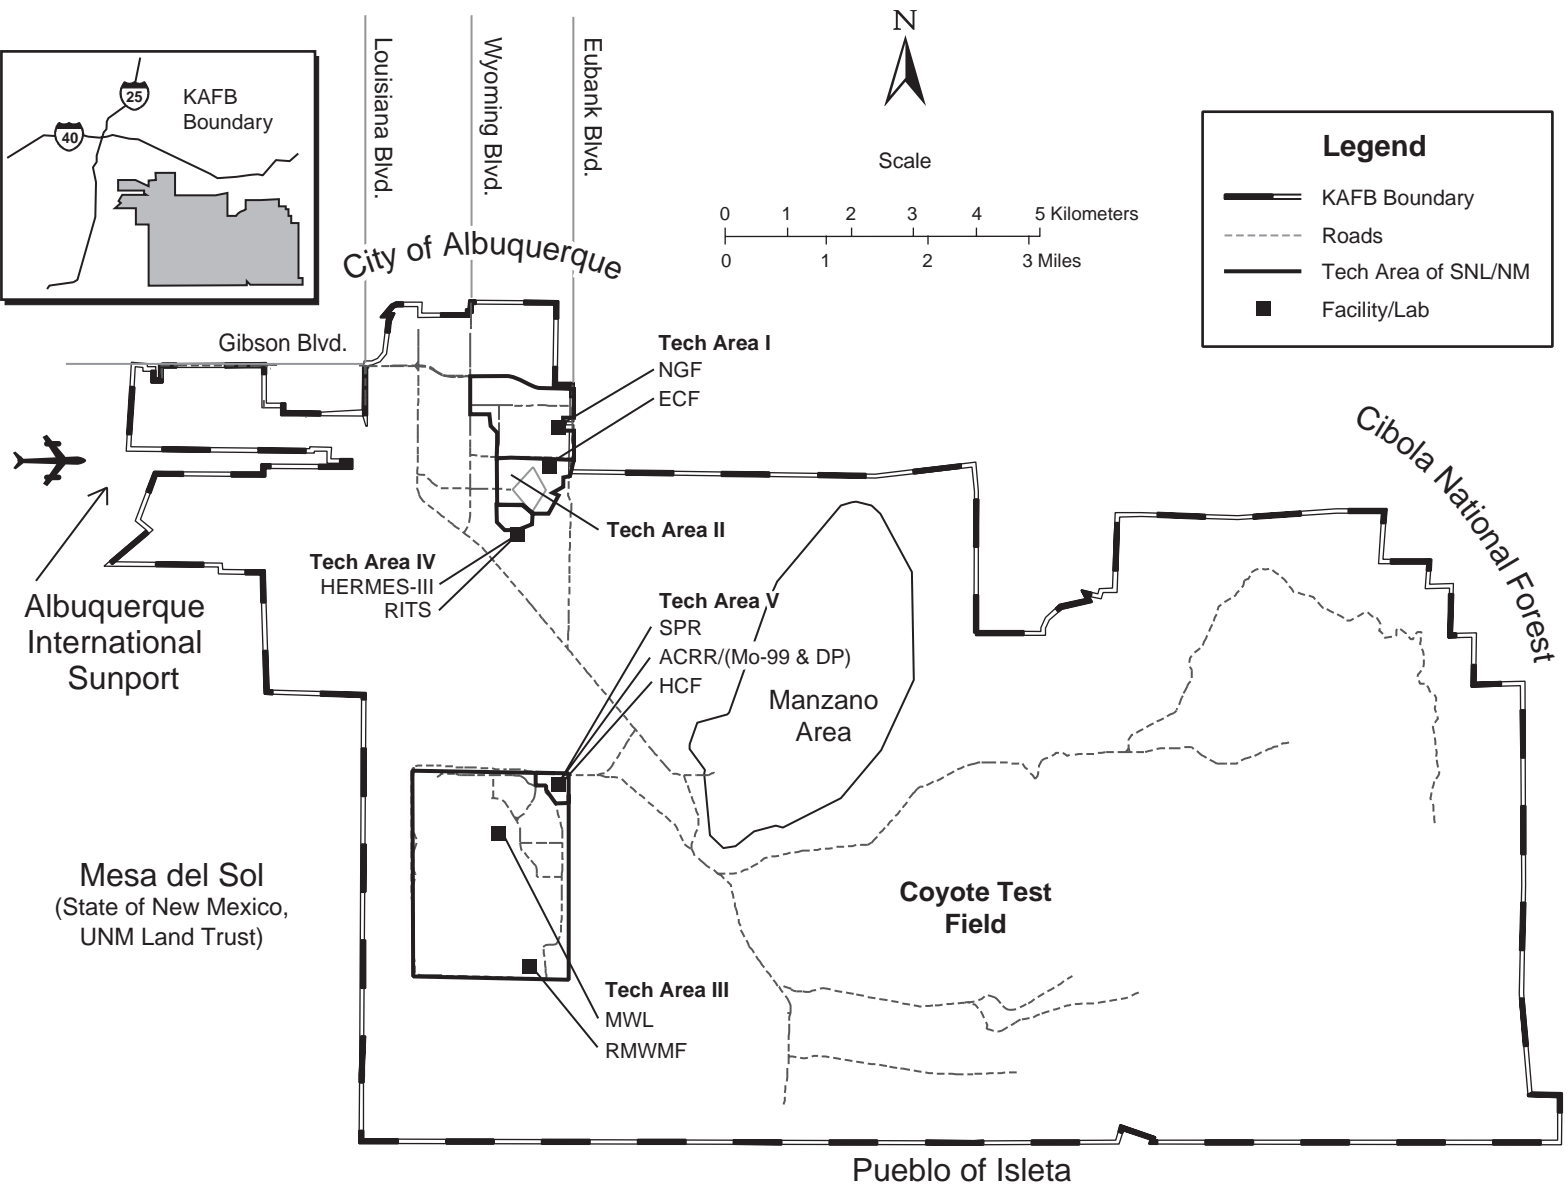 N
Louisiana Blvd.
Wyoming Blvd.
Eubank Blvd.
25
40
KAFB
Boundary
Scale
0 1 2 3 4 5 Kilometers
0 1 2 3 Miles
Legend
KAFB Boundary
Roads
Tech Area of SNL/NM
Facility/Lab
City of Albuquerque
Gibson Blvd.
Tech Area I
NGF
ECF
Cibola National Forest
Tech Area II
Tech Area IV
HERMES-III
RITS
Albuquerque
International
Sunport
Tech Area V
SPR
ACRR/(Mo-99 & DP)
HCF
Manzano
Area
Mesa del Sol
(State of New Mexico,
UNM Land Trust)
Coyote Test
Field
Tech Area III
MWL
RMWMF
Pueblo of Isleta